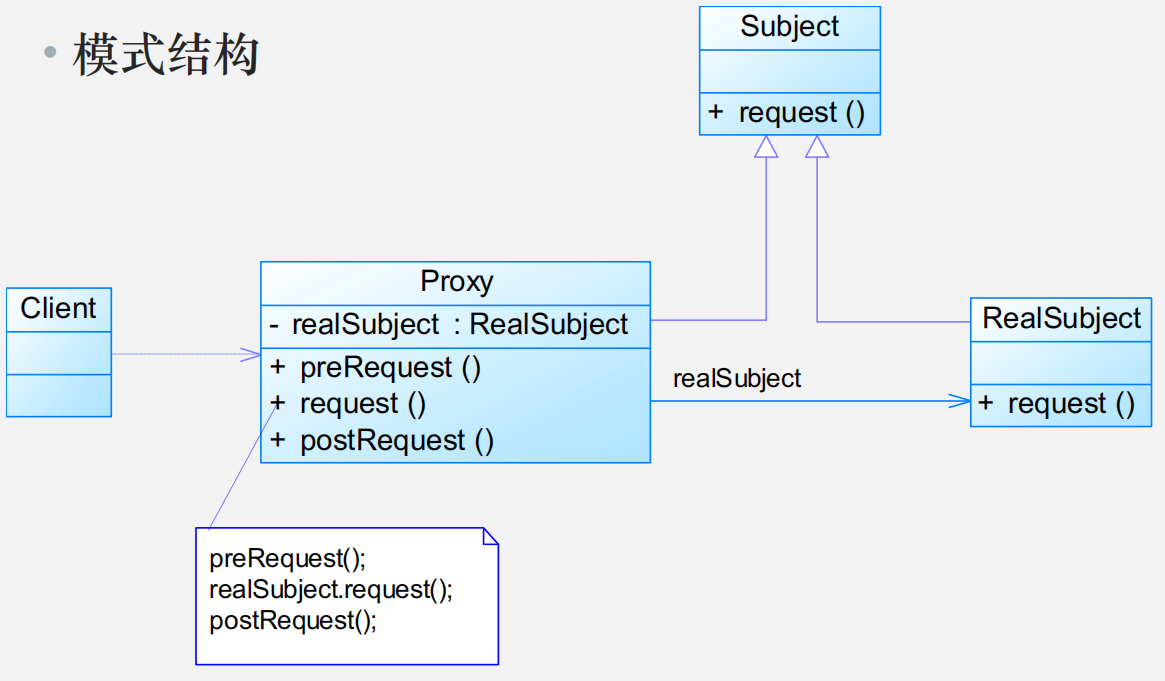 • 模式结构
Subject
+ request ()
Client
Proxy
- realSubject : RealSubject
+ preRequest ()
+ request ()
+ postRequest ()
realSubject
RealSubject
+ request ()
preRequest();
realSubject.request();
postRequest();